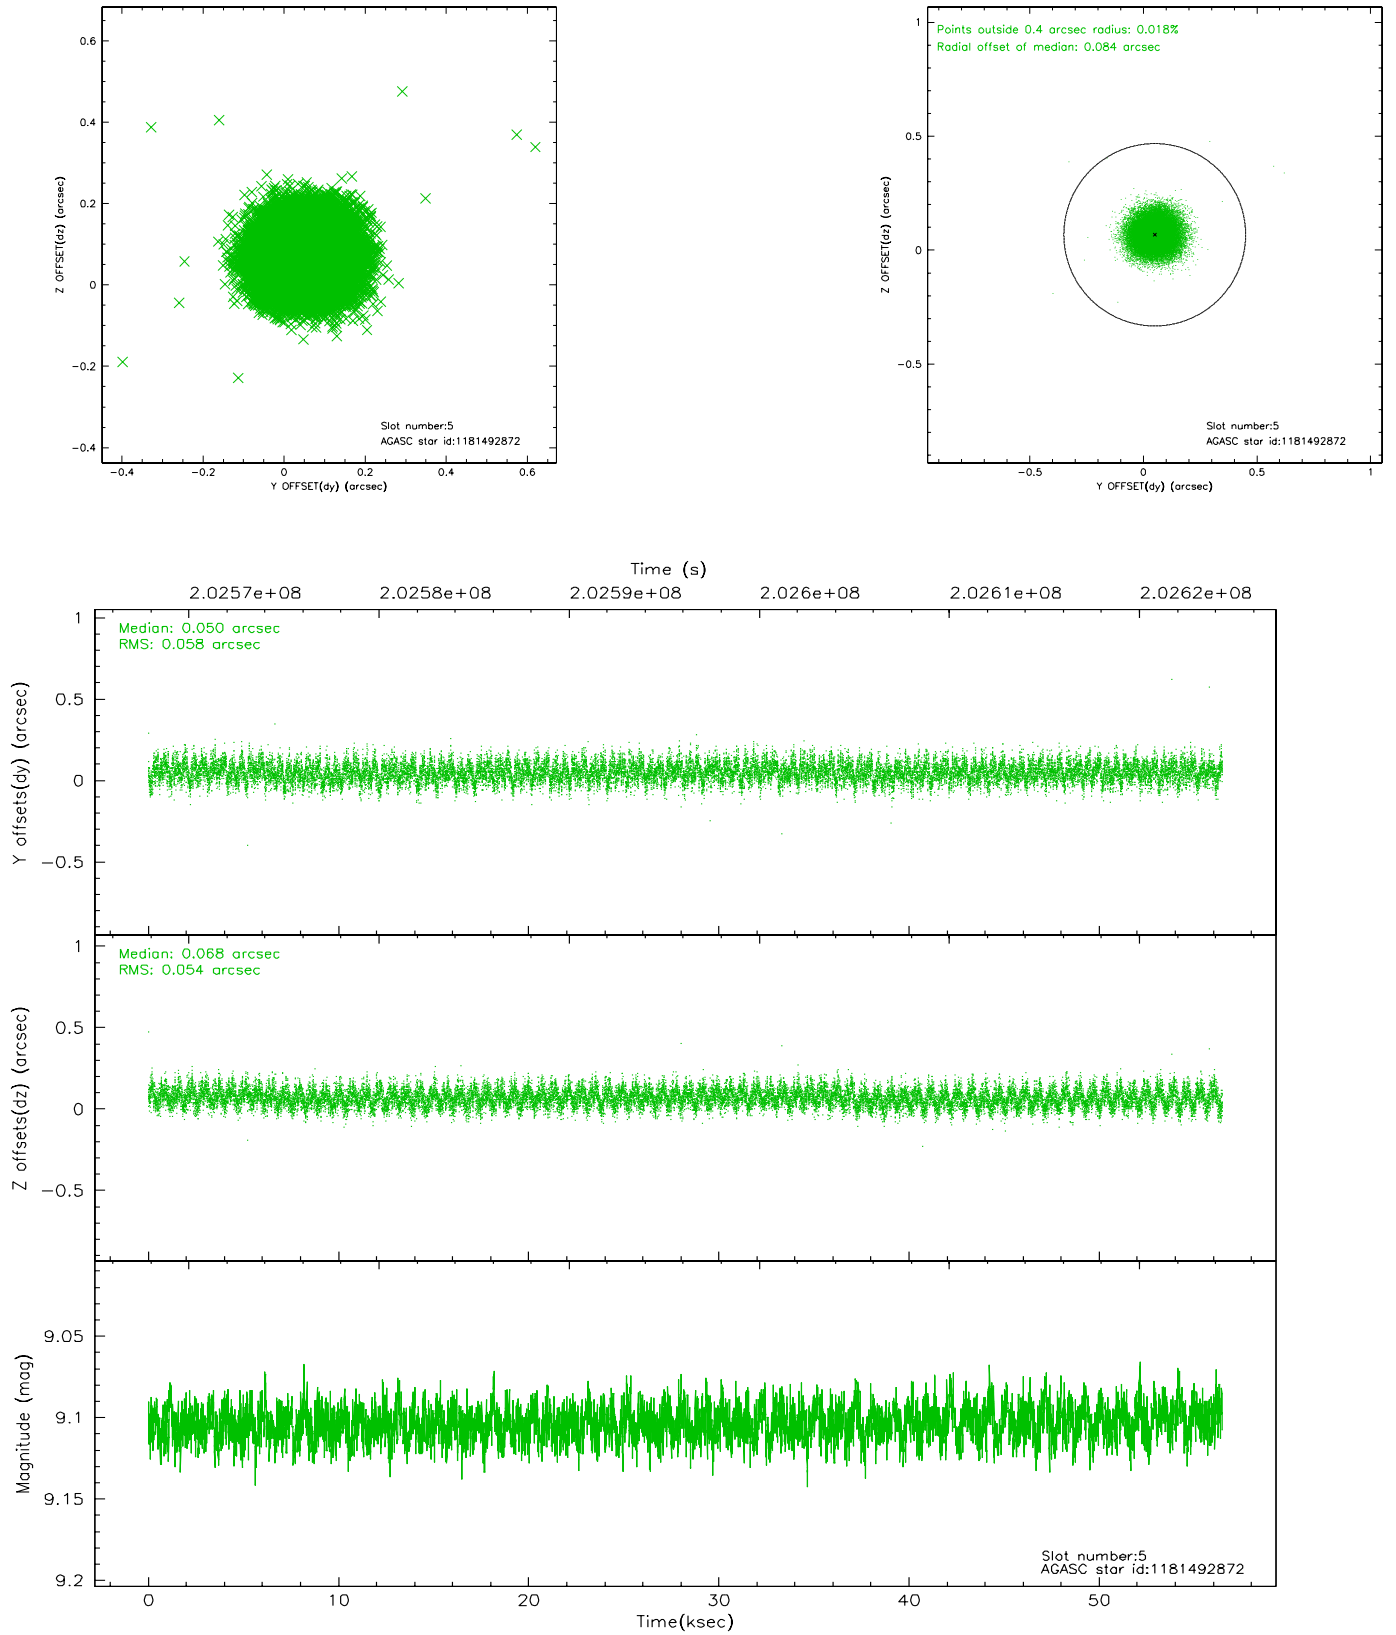 0.6
0.4
0.2
0
−0.2
−0.4
Z OFFSET(dz) (arcsec)
Slot number:5
AGASC star id:1181492872
−0.4 −0.2 0 0.2 0.4 0.6
Y OFFSET(dy) (arcsec)
Points outside 0.4 arcsec radius: 0.018%
Radial offset of median: 0.084 arcsec
1
0.5
0
−0.5
Z OFFSET(dz) (arcsec)
Slot number:5
AGASC star id:1181492872
−0.5 0 0.5 1
Y OFFSET(dy) (arcsec)
Time (s)
2.0257e+08 2.0258e+08 2.0259e+08 2.026e+08 2.0261e+08 2.0262e+08
Median: 0.050 arcsec
RMS: 0.058 arcsec
1
0.5
0
−0.5
Y offsets(dy) (arcsec)
Median: 0.068 arcsec
RMS: 0.054 arcsec
1
0.5
0
−0.5
Z offsets(dz) (arcsec)
9.05
9.1
9.15
9.2
Magnitude (mag)
Slot number:5
AGASC star id:1181492872
0 10 20 30 40 50
Time(ksec)